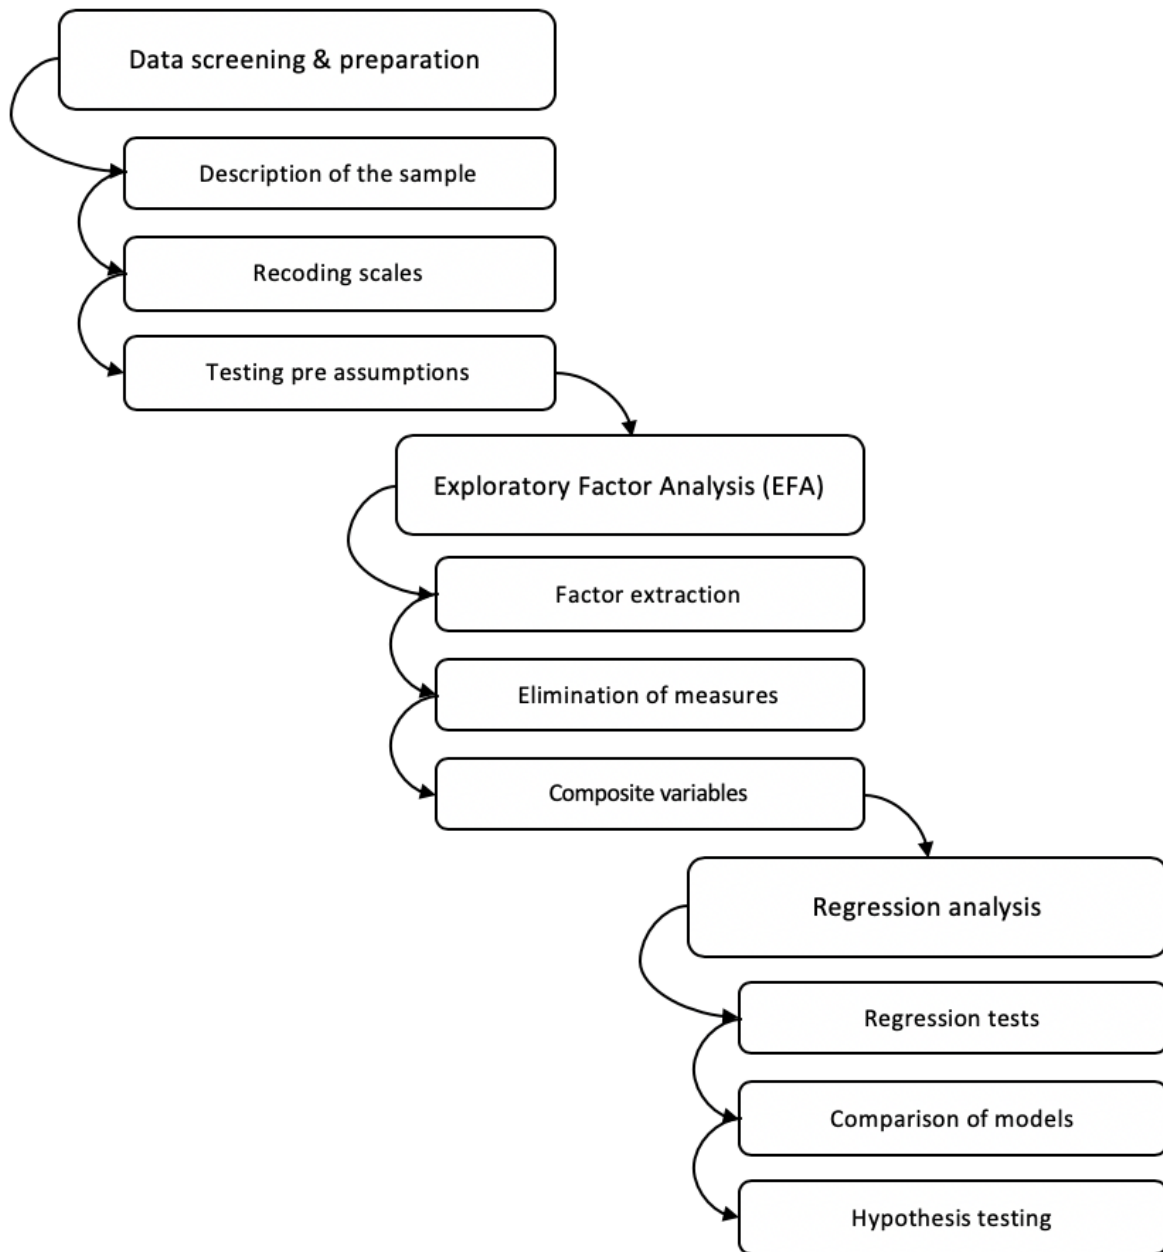 Data screening & preparation
Description of the sample
Recoding scales
Testing pre assumptions
Exploratory Factor Analysis (EFA)
Factor extraction
Elimination of measures
Composite variables
Regression analysis
Regression tests
Comparison of models
Hypothesis testing